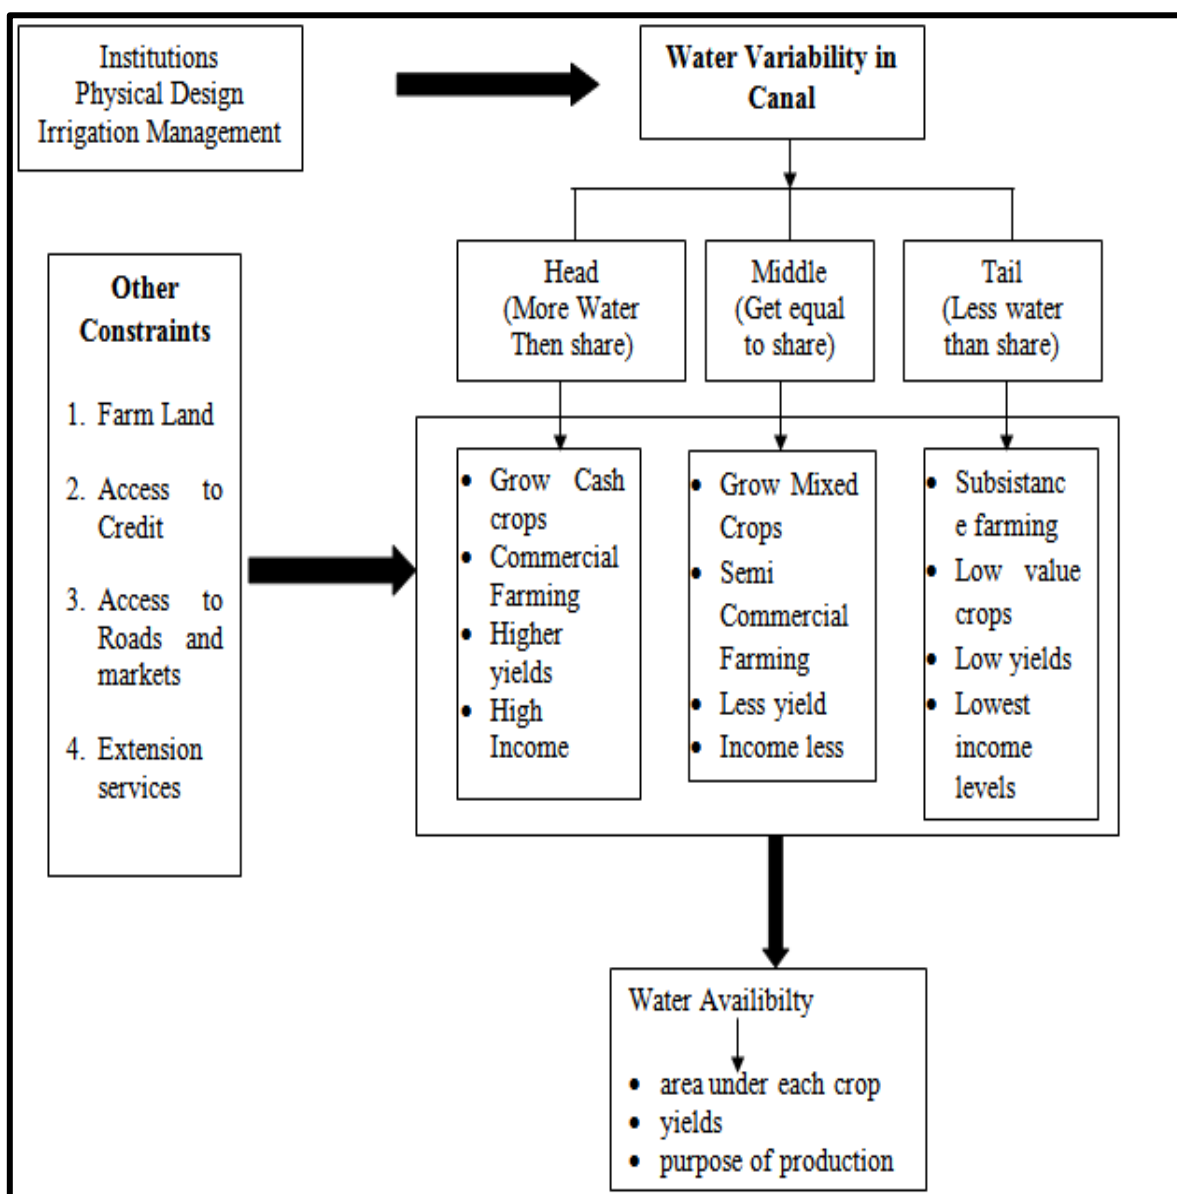 Institutions
Physical Design
Irrigation Management
Water Variability in
Canal
Head
(More Water
Then share)
Middle
(Get equal
to share)
Tail
(Less water
than share)
Other
Constraints
1. Farm Land
2. Access to
Credit
3. Access to
Roads and
markets
4. Extension
services
• Grow Cash
crops
• Commercial
Farming
• Higher
yields
• High
Income
• Grow Mixed
Crops
• Semi
Commercial
Farming
• Less yield
• Income less
• Subsistanc
e farming
• Low value
crops
• Low yields
• Lowest
income
levels
Water Availibilty
• area under each crop
• yields
• purpose of production